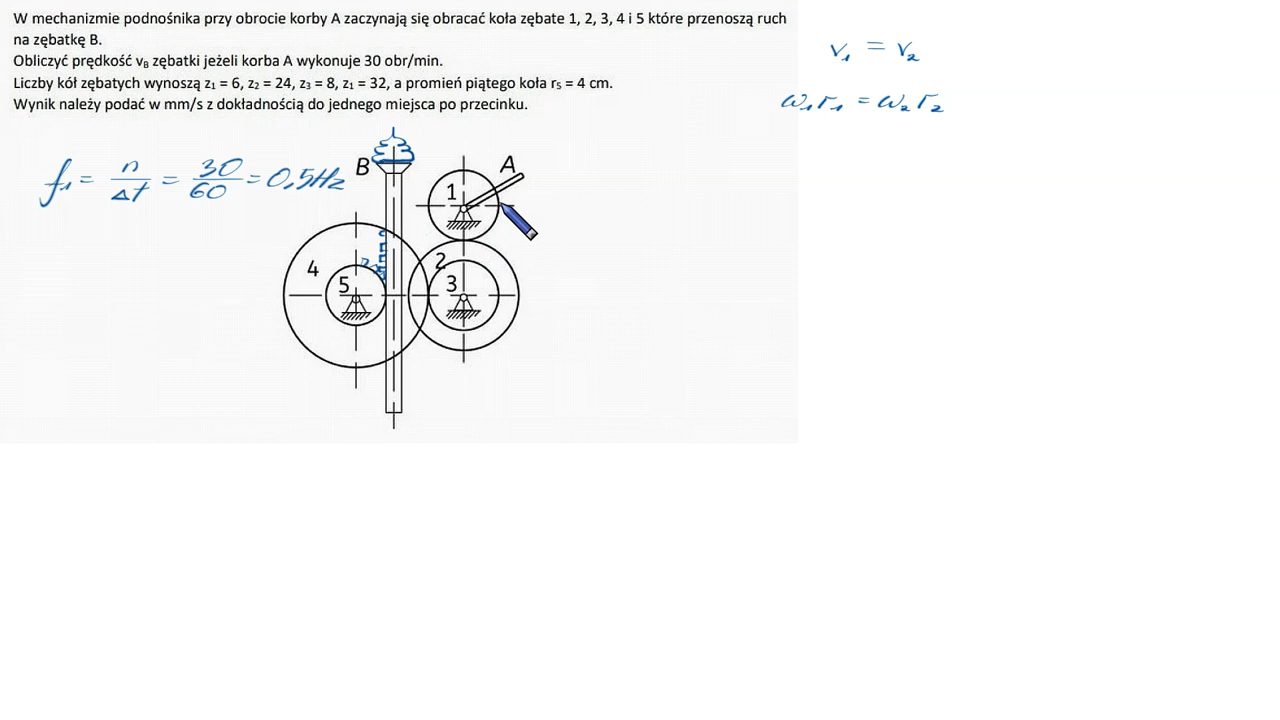 W mechanizmie podnośnika przy obrocie korby A zaczynają się obracać koła zębate 1, 2, 3, 4 i 5 które przenoszą ruch
na zębatkę B.
Obliczyć prędkość v_B zębatki jeżeli korba A wykonuje 30 obr/min.
Liczby kół zębatych wynoszą z₁ = 6, z₂ = 24, z₃ = 8, z₁ = 32, a promień piątego koła r₅ = 4 cm.
Wynik należy podać w mm/s z dokładnością do jednego miejsca po przecinku.
v₁ = v₂
ω₁r₁ = ω₂r₂
f₁ = n/Δt = 30/60 = 0,5Hz
B
A
1
2
4
5
3